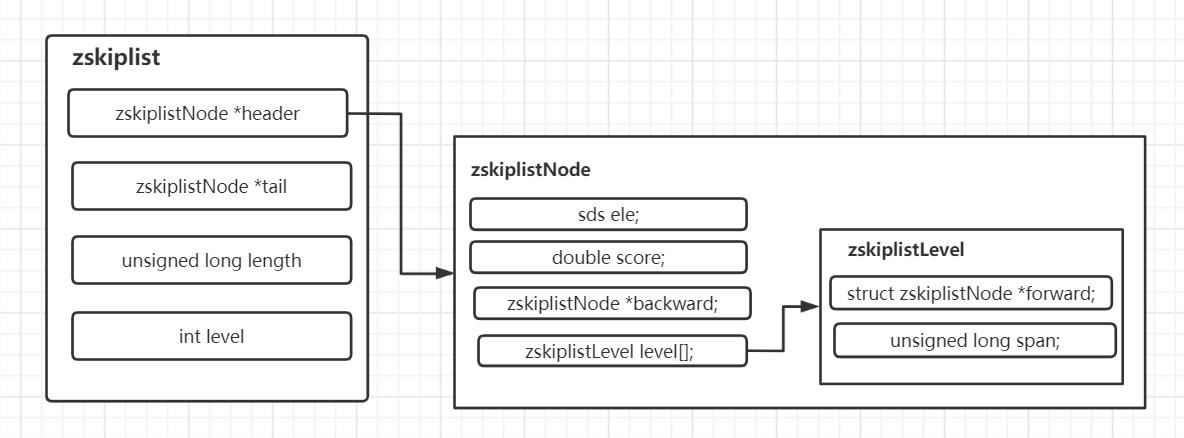 zskiplist
zskiplistNode *header
zskiplistNode *tail
unsigned long length
int level
zskiplistNode
sds ele;
double score;
zskiplistNode *backward;
zskiplistLevel level[];
zskiplistLevel
struct zskiplistNode *forward;
unsigned long span;